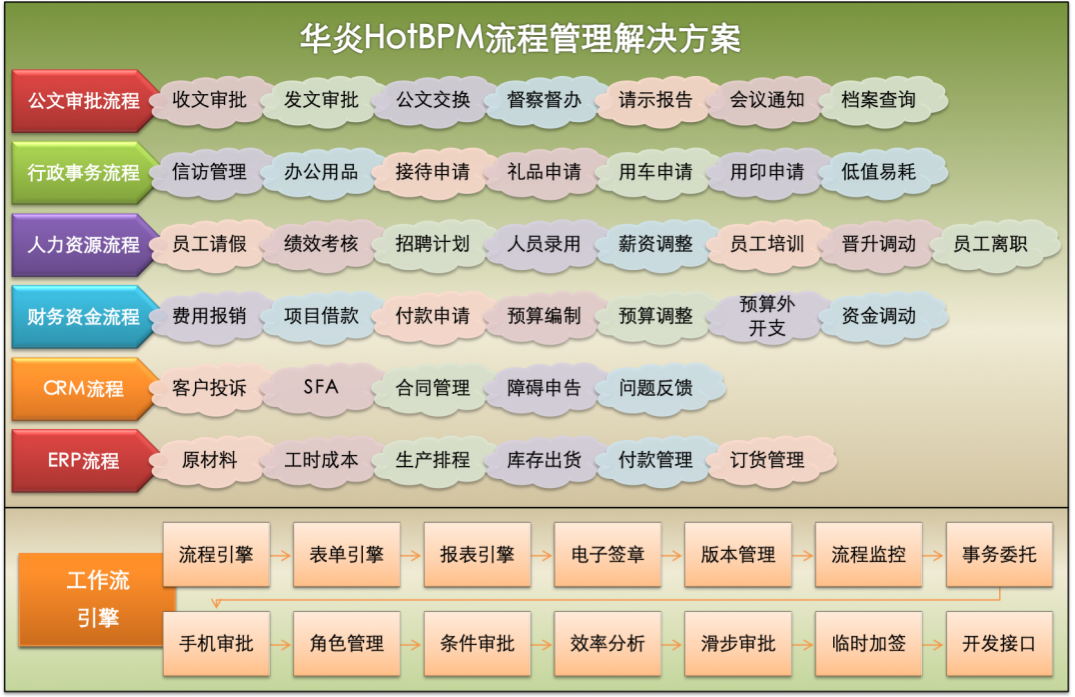 华炎HotBPM流程管理解决方案
公文审批流程 收文审批 发文审批 公文交换 督察督办 请示报告 会议通知 档案查询
行政事务流程 信访管理 办公用品 接待申请 礼品申请 用车申请 用印申请 低值易耗
人力资源流程 员工请假 绩效考核 招聘计划 人员录用 薪资调整 员工培训 晋升调动 员工离职
财务资金流程 费用报销 项目借款 付款申请 预算编制 预算调整 预算外
开支 资金调动
CRM流程 客户投诉 SFA 合同管理 障碍申告 问题反馈
ERP流程 原材料 工时成本 生产排程 库存出货 付款管理 订货管理
工作流
引擎
流程引擎 表单引擎 报表引擎 电子签章 版本管理 流程监控 事务委托
手机审批 角色管理 条件审批 效率分析 滑步审批 临时加签 开发接口